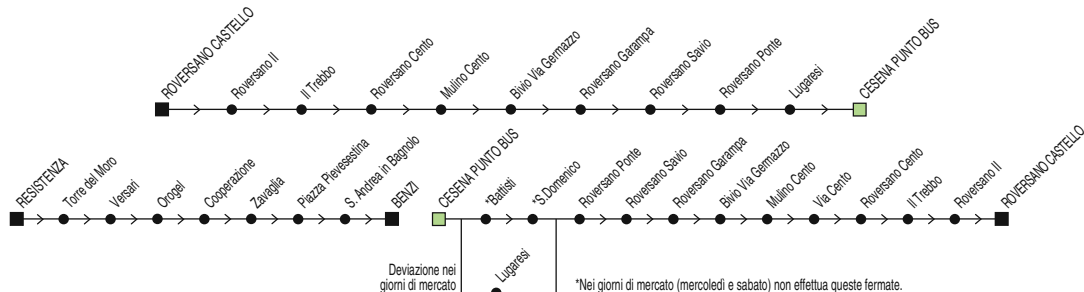 ROVERSANO CASTELLO
Roversano II
Il Trebbo
Roversano Cento
Mulino Cento
Bivio Via Germazzo
Roversano Garampa
Roversano Savio
Roversano Ponte
Lugaresi
CESENA PUNTO BUS
RESISTENZA
Torre del Moro
Versari
Orogel
Cooperazione
Zavaglia
Piazza Pievesestina
S. Andrea in Bagnolo
BENZI
CESENA PUNTO BUS
*Battisti
*S.Domenico
Roversano Ponte
Roversano Savio
Roversano Garampa
Bivio Via Germazzo
Mulino Cento
Via Cento
Roversano Cento
Il Trebbo
Roversano II
ROVERSANO CASTELLO
Deviazione nei
giorni di mercato
Lugaresi
*Nei giorni di mercato (mercoledì e sabato) non effettua queste fermate.